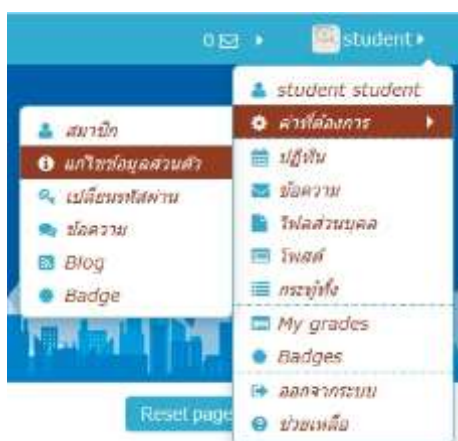 0 student
student student
ค่าที่ต้องการ
ปฏิทิน
ข้อความ
ไฟล์ส่วนบุคล
โพสต์
กระทู้ทั้ง
My grades
Badges
ออกจากระบบ
ช่วยเหลือ
สมาชิก
แก้ไขข้อมูลส่วนตัว
เปลี่ยนรหัสผ่าน
ข้อความ
Blog
Badge
Reset page